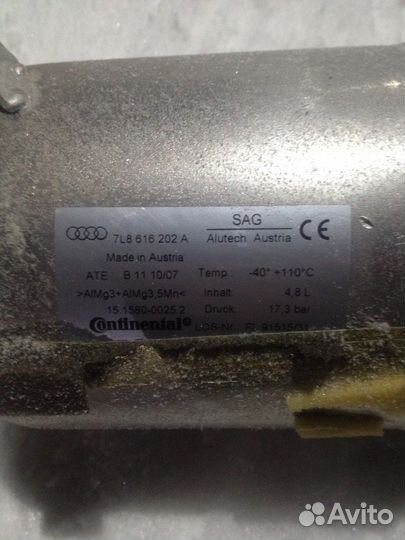 7L8 616 202 A
Made in Austria
ATE B 11 10/07
>AlMg3+AlMg3,5Mn<
15.1580-0025.2
Continental®
SAG
Alutech Austria
CE
Temp.: -40° +110°C
Inhalt: 4,8 L
Druck: 17,3 bar
Avito